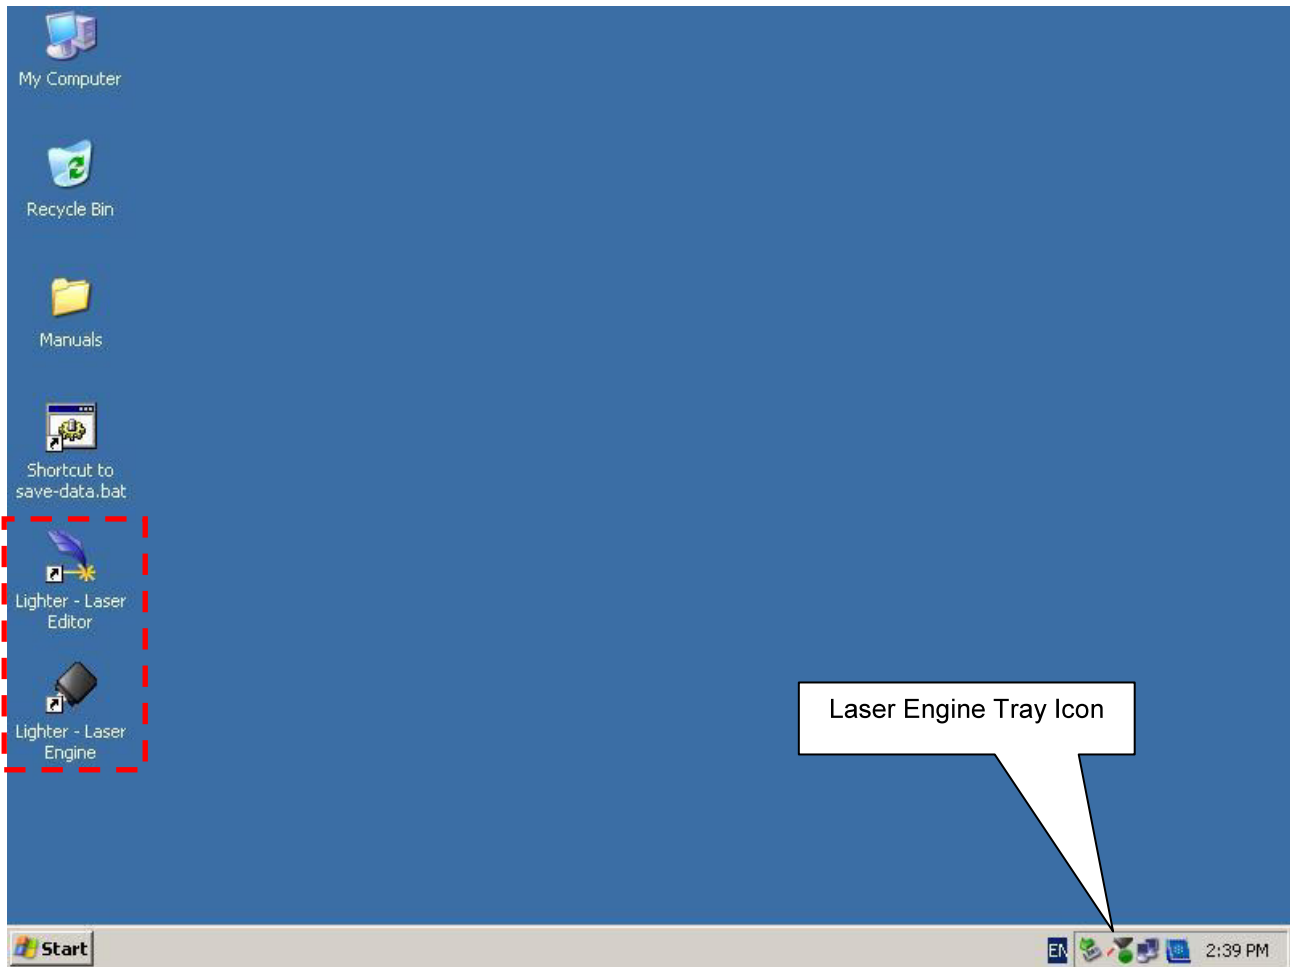 My Computer
Recycle Bin
Manuals
Shortcut to
save-data.bat
Lighter - Laser
Editor
Lighter - Laser
Engine
Laser Engine Tray Icon
Start
EN
2:39 PM